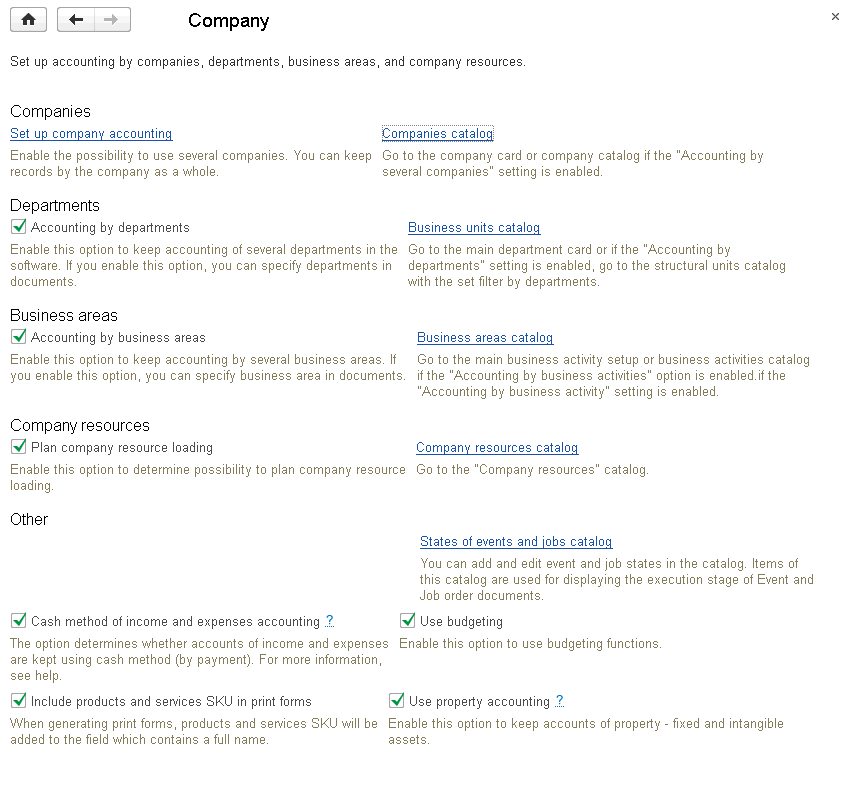 Company
Set up accounting by companies, departments, business areas, and company resources.
Companies
Set up company accounting
Enable the possibility to use several companies. You can keep
records by the company as a whole.
Companies catalog
Go to the company card or company catalog if the "Accounting by
several companies" setting is enabled.
Departments
Accounting by departments
Enable this option to keep accounting of several departments in the
software. If you enable this option, you can specify departments in
documents.
Business units catalog
Go to the main department card or if the "Accounting by
departments" setting is enabled, go to the structural units catalog
with the set filter by departments.
Business areas
Accounting by business areas
Enable this option to keep accounting by several business areas. If
you enable this option, you can specify business area in documents.
Business areas catalog
Go to the main business activity setup or business activities catalog
if the "Accounting by business activities" option is enabled.if the
"Accounting by business activity" setting is enabled.
Company resources
Plan company resource loading
Enable this option to determine possibility to plan company resource
loading.
Company resources catalog
Go to the "Company resources" catalog.
Other
States of events and jobs catalog
You can add and edit event and job states in the catalog. Items of
this catalog are used for displaying the execution stage of Event and
Job order documents.
Cash method of income and expenses accounting ?
The option determines whether accounts of income and expenses
are kept using cash method (by payment). For more information,
see help.
Use budgeting
Enable this option to use budgeting functions.
Include products and services SKU in print forms
When generating print forms, products and services SKU will be
added to the field which contains a full name.
Use property accounting ?
Enable this option to keep accounts of property - fixed and intangible
assets.